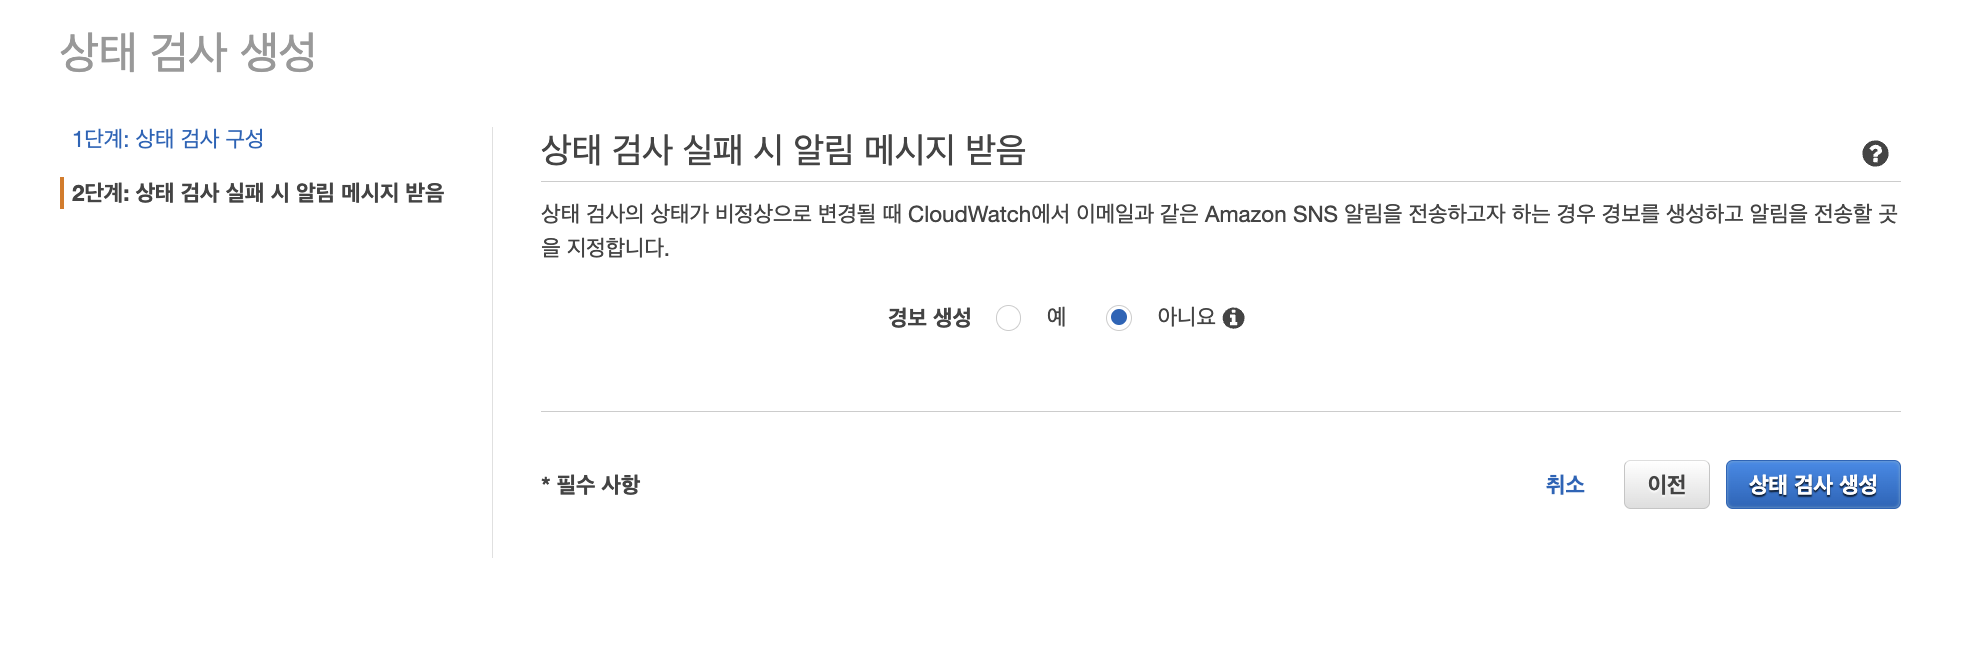 상태 검사 생성
1단계: 상태 검사 구성
2단계: 상태 검사 실패 시 알림 메시지 받음
상태 검사 실패 시 알림 메시지 받음
상태 검사의 상태가 비정상으로 변경될 때 CloudWatch에서 이메일과 같은 Amazon SNS 알림을 전송하고자 하는 경우 경보를 생성하고 알림을 전송할 곳
을 지정합니다.
경보 생성 예 아니요
* 필수 사항
취소 이전 상태 검사 생성